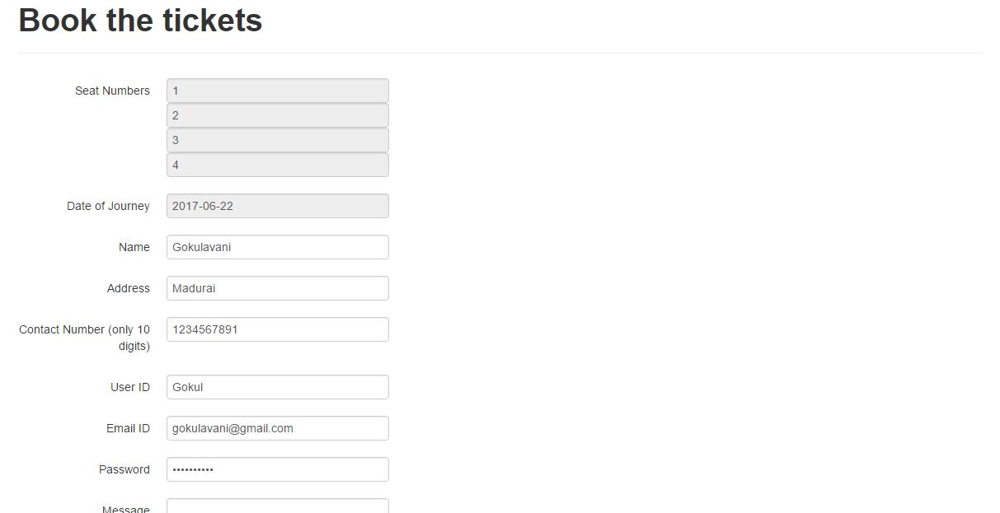 Book the tickets
Seat Numbers 1
2
3
4
Date of Journey 2017-06-22
Name Gokulavani
Address Madurai
Contact Number (only 10 1234567891
digits)
User ID Gokul
Email ID gokulavani@gmail.com
Password ••••••••••
Message